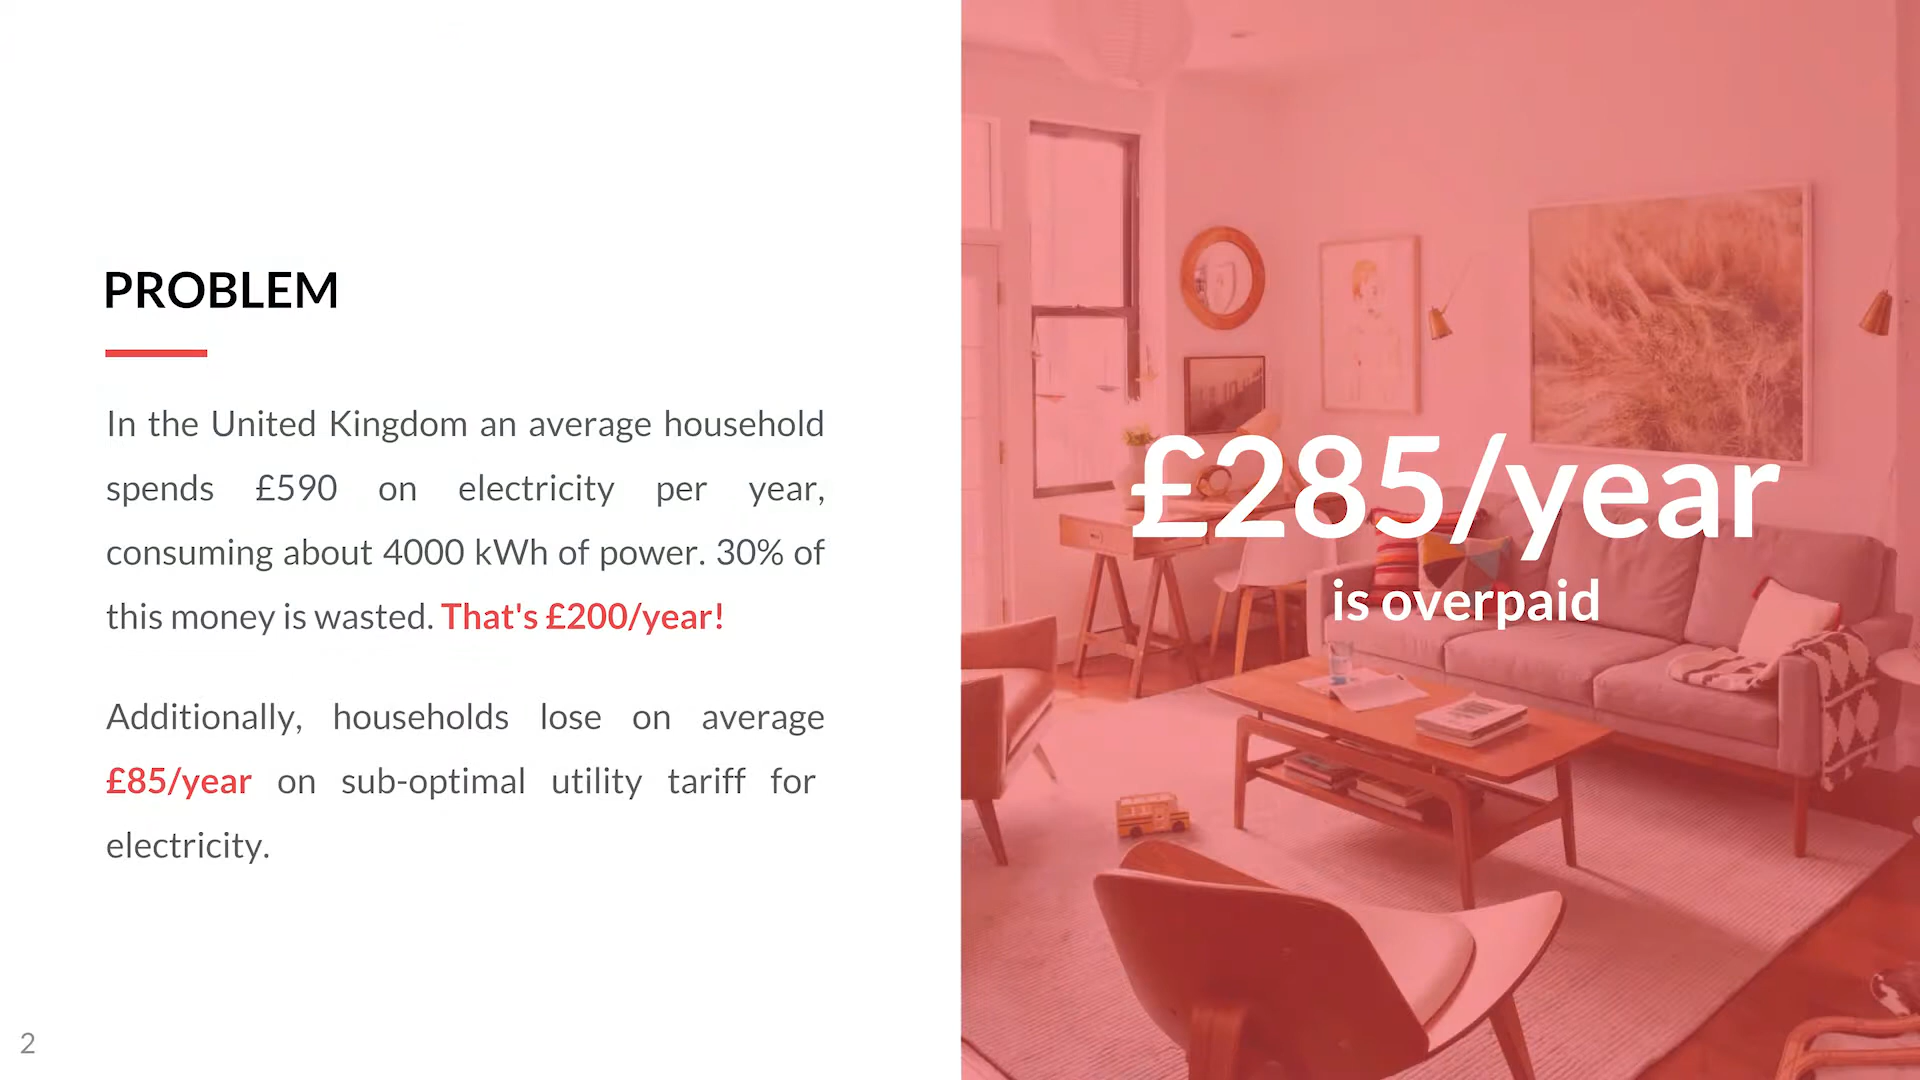 PROBLEM
In the United Kingdom an average household
spends £590 on electricity per year,
consuming about 4000 kWh of power. 30% of
this money is wasted. That's £200/year!
Additionally, households lose on average
£85/year on sub-optimal utility tariff for
electricity.
£285/year
is overpaid
2